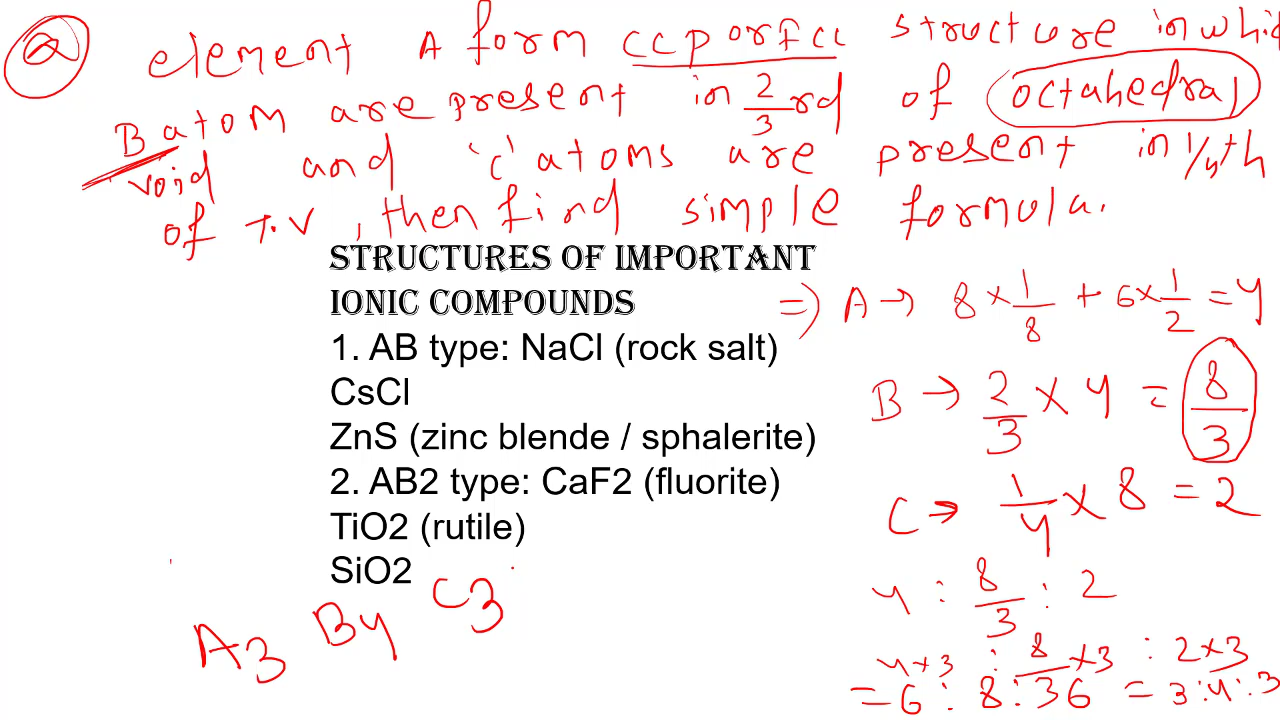 Q element A form ccp or Fcc structure in whic
B atom are present in 2/3 rd of octahedral
void and 'c' atoms are present in 1/4th
of T.V, then find simple formula.
STRUCTURES OF IMPORTANT
IONIC COMPOUNDS
1. AB type: NaCl (rock salt)
CsCl
ZnS (zinc blende / sphalerite)
2. AB2 type: CaF2 (fluorite)
TiO2 (rutile)
SiO2
A3 B4 C3
=> A → 8 × 1/8 + 6 × 1/2 = 4
B → 2/3 × 4 = 8/3
C → 1/4 × 8 = 2
4 : 8/3 : 2
4×3 : 8/3 ×3 : 2×3
= 6 : 8 : 36 = 3:4:3